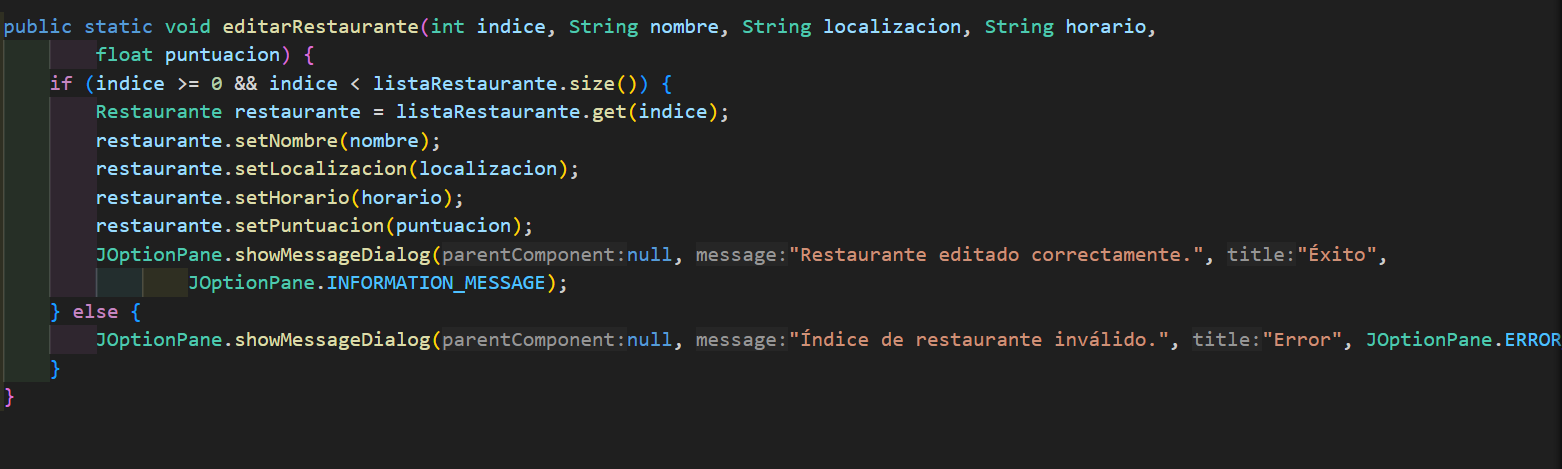 public static void editarRestaurante(int indice, String nombre, String localizacion, String horario,
float puntuacion) {
if (indice >= 0 && indice < listaRestaurante.size()) {
Restaurante restaurante = listaRestaurante.get(indice);
restaurante.setNombre(nombre);
restaurante.setLocalizacion(localizacion);
restaurante.setHorario(horario);
restaurante.setPuntuacion(puntuacion);
JOptionPane.showMessageDialog(parentComponent:null, message:"Restaurante editado correctamente.", title:"Éxito",
JOptionPane.INFORMATION_MESSAGE);
} else {
JOptionPane.showMessageDialog(parentComponent:null, message:"Índice de restaurante inválido.", title:"Error", JOptionPane.ERROR
}
}